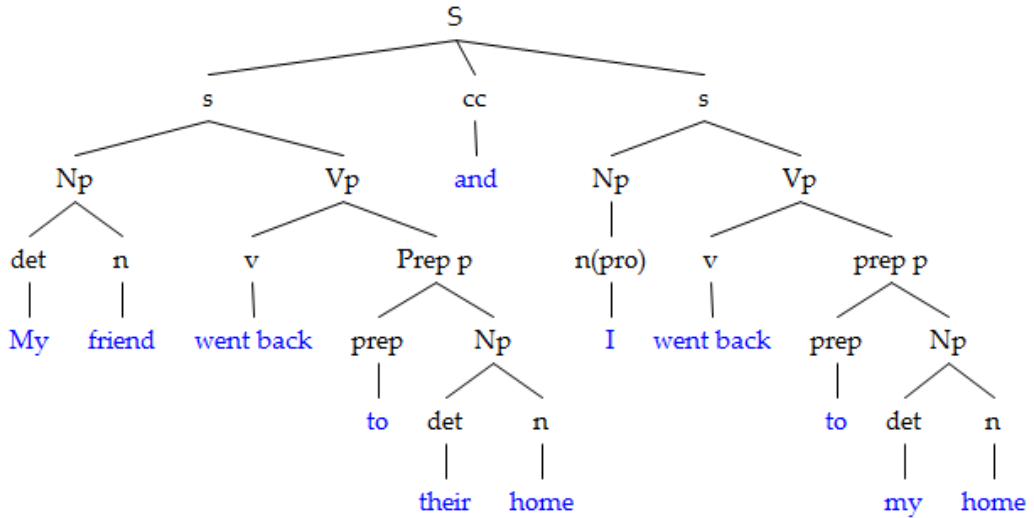 S
s cc s
Np Vp and Np Vp
det n v Prep p n(pro) v prep p
My friend went back prep Np I went back prep Np
to det n to det n
their home my home